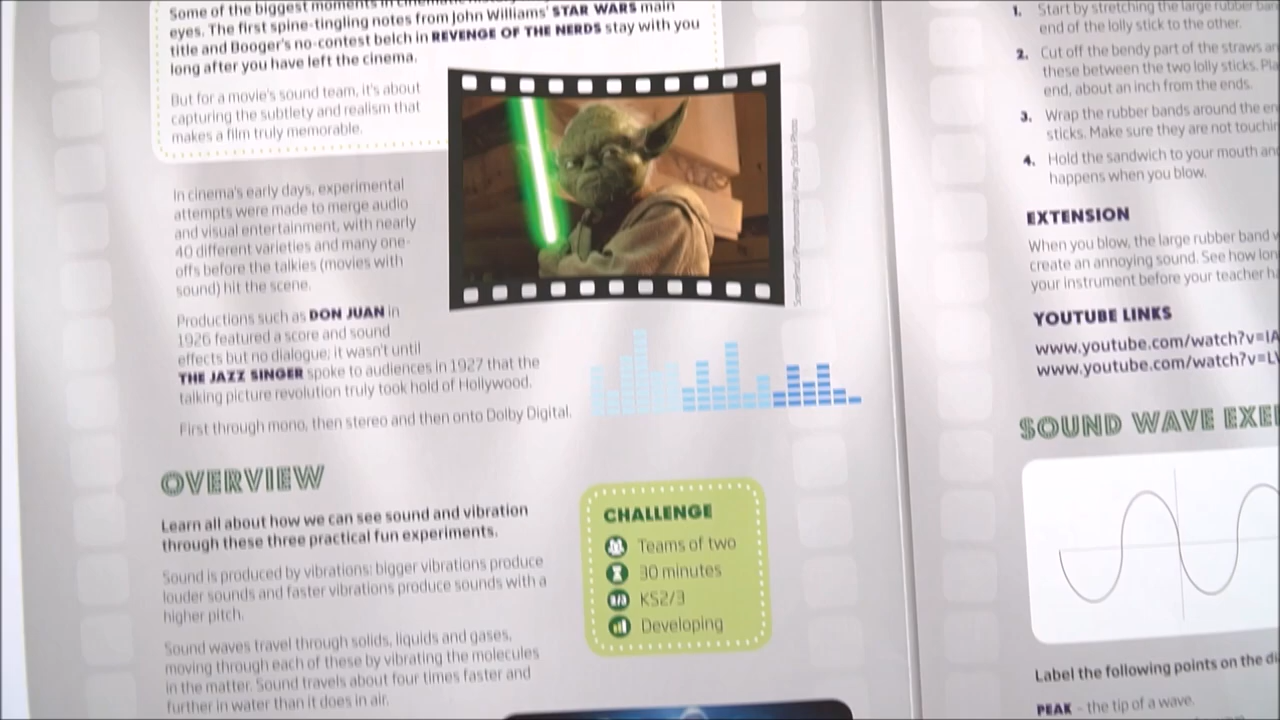 Some of the biggest moments in cinematic
eyes. The first spine-tingling notes from John Williams' STAR WARS main
title and Booger's no-contest belch in REVENGE OF THE NERDS stay with you
long after you have left the cinema.
But for a movie's sound team, it's about
capturing the subtlety and realism that
makes a film truly memorable.
In cinema's early days, experimental
attempts were made to merge audio
and visual entertainment, with nearly
40 different varieties and many one-
offs before the talkies (movies with
sound) hit the scene.
Productions such as DON JUAN in
1926 featured a score and sound
effects but no dialogue; it wasn't until
THE JAZZ SINGER spoke to audiences in 1927 that the
talking picture revolution truly took hold of Hollywood.
First through mono, then stereo and then onto Dolby Digital.
OVERVIEW
Learn all about how we can see sound and vibration
through these three practical fun experiments.
Sound is produced by vibrations: bigger vibrations produce
louder sounds and faster vibrations produce sounds with a
higher pitch.
Sound waves travel through solids, liquids and gases,
moving through each of these by vibrating the molecules
in the matter. Sound travels about four times faster and
further in water than it does in air.
CHALLENGE
Teams of two
30 minutes
KS2/3
Developing
1. Start by stretching the large rubber
end of the lolly stick to the other.
2. Cut off the bendy part of the straws
these between the two lolly sticks.
end, about an inch from the ends.
3. Wrap the rubber bands around the
sticks. Make sure they are not
4. Hold the sandwich to your mouth
happens when you blow.
EXTENSION
When you blow, the large rubber band
create an annoying sound. See how
your instrument before your teacher
YOUTUBE LINKS
www.youtube.com/watch?v=
www.youtube.com/watch?v=
SOUND WAVE
Label the following points on the
PEAK – the tip of a wave.